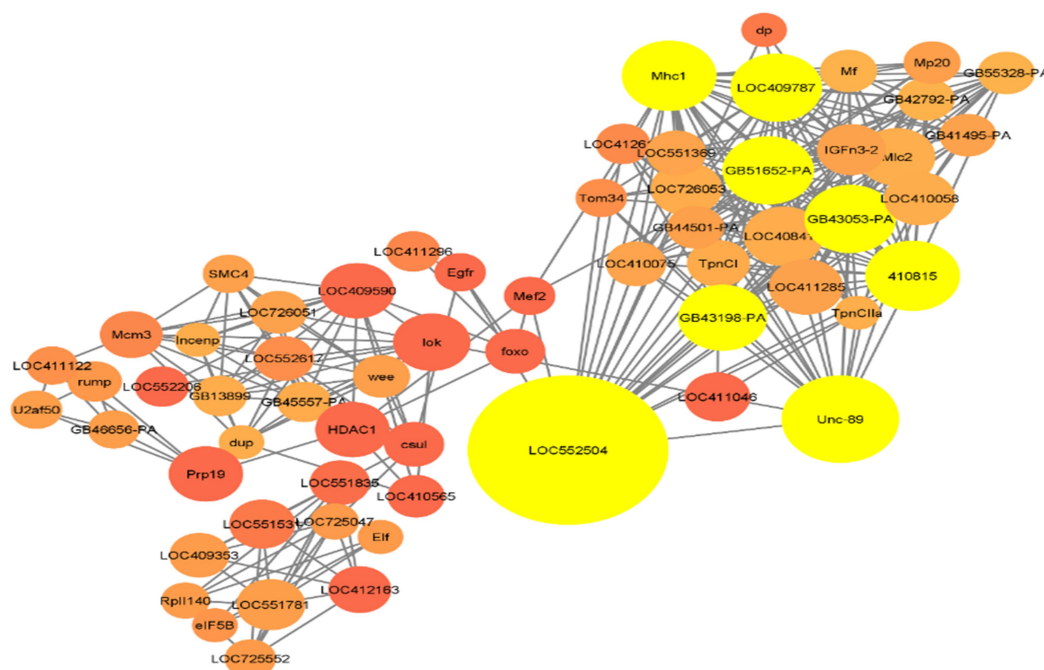 dp
Mhc1
LOC409787
Mf
Mp20
GB55328-PA
GB42792-PA
GB41495-PA
LOC41261
LOC551369
IGFn3-2
Mlc2
GB51652-PA
LOC726053
Tom34
LOC410058
GB43053-PA
GB44501-PA
LOC40841
LOC411296
LOC410075
TpnCI
SMC4
Egfr
410815
LOC409590
LOC411285
Mef2
LOC726051
GB43198-PA
TpnCIIa
Mcm3
Incenp
lok
foxo
LOC552617
LOC411122
rump
wee
LOC552206
GB13899
GB45557-PA
LOC411046
U2af50
GB46656-PA
HDAC1
Unc-89
dup
csul
LOC552504
Prp19
LOC551835
LOC410565
LOC551531
LOC725047
Elf
LOC409353
LOC412163
RpII140
LOC551781
eIF5B
LOC725552